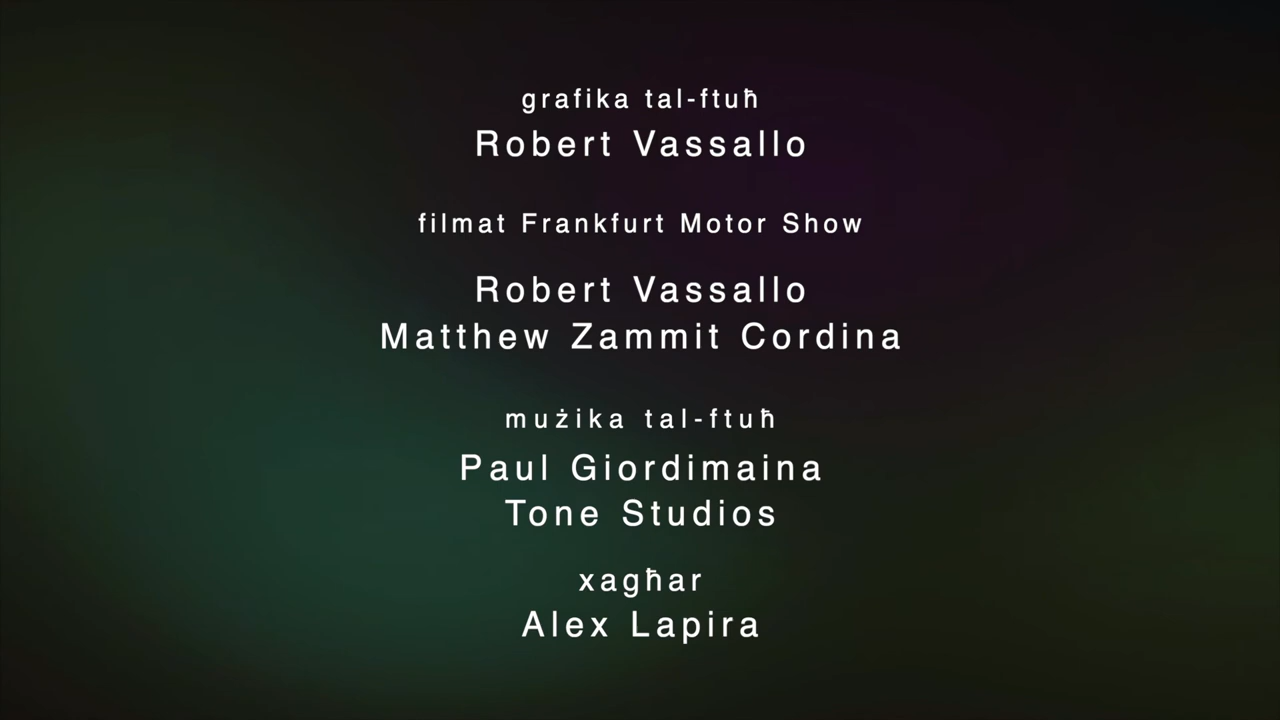 grafika tal-ftuħ
Robert Vassallo
filmat Frankfurt Motor Show
Robert Vassallo
Matthew Zammit Cordina
mużika tal-ftuħ
Paul Giordimaina
Tone Studios
xagħar
Alex Lapira